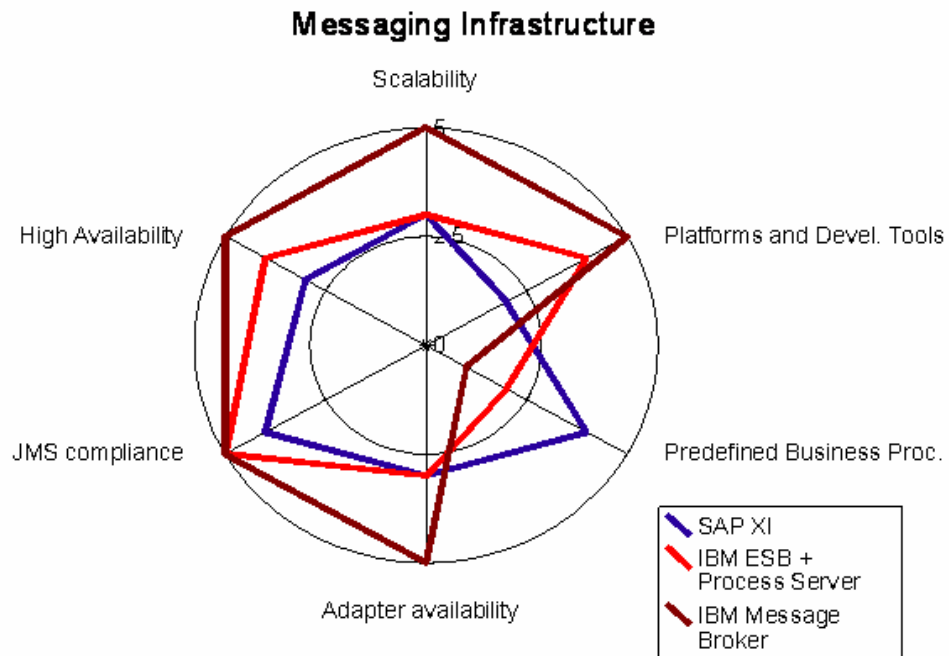 Messaging Infrastructure
Scalability
5
High Availability
2.5
Platforms and Devel. Tools
0
JMS compliance
Predefined Business Proc.
SAP XI
IBM ESB +
Process Server
Adapter availability
IBM Message
Broker